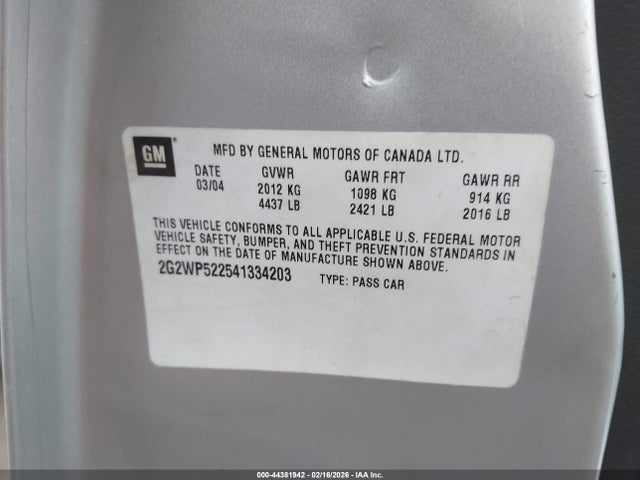 GM
MFD BY GENERAL MOTORS OF CANADA LTD.
DATE GVWR GAWR FRT GAWR RR
03/04 2012 KG 1098 KG 914 KG
4437 LB 2421 LB 2016 LB
THIS VEHICLE CONFORMS TO ALL APPLICABLE U.S. FEDERAL MOTOR
VEHICLE SAFETY, BUMPER, AND THEFT PREVENTION STANDARDS IN
EFFECT ON THE DATE OF MANUFACTURE SHOWN ABOVE.
2G2WP522541334203 TYPE: PASS CAR
000-44381942 - 02/16/2026 - IAA Inc.